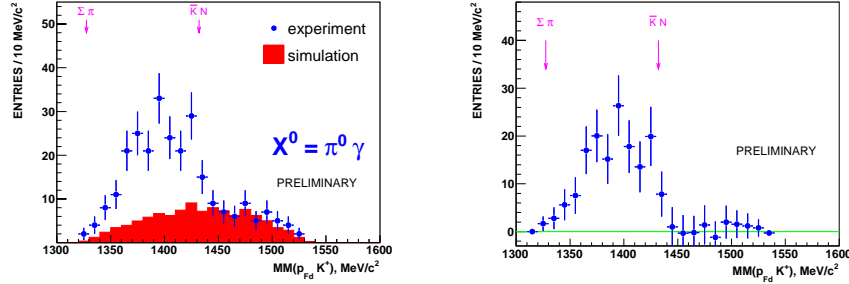 Σ π
K̅ N
experiment
simulation
X⁰ = π⁰ γ
PRELIMINARY
ENTRIES / 10 MeV/c²
50
40
30
20
10
0
1300 1350 1400 1450 1500 1550 1600
MM(p_Fd K⁺), MeV/c²
Σ π
K̅ N
PRELIMINARY
ENTRIES / 10 MeV/c²
50
40
30
20
10
0
1300 1350 1400 1450 1500 1550 1600
MM(p_Fd K⁺), MeV/c²